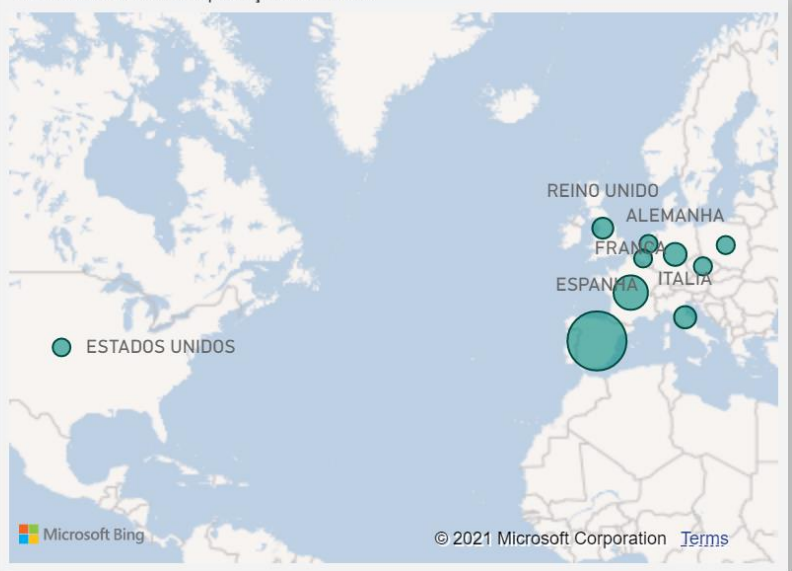 REINO UNIDO
ALEMANHA
FRANÇA
ESPANHA
ITALIA
ESTADOS UNIDOS
Microsoft Bing
© 2021 Microsoft Corporation Terms